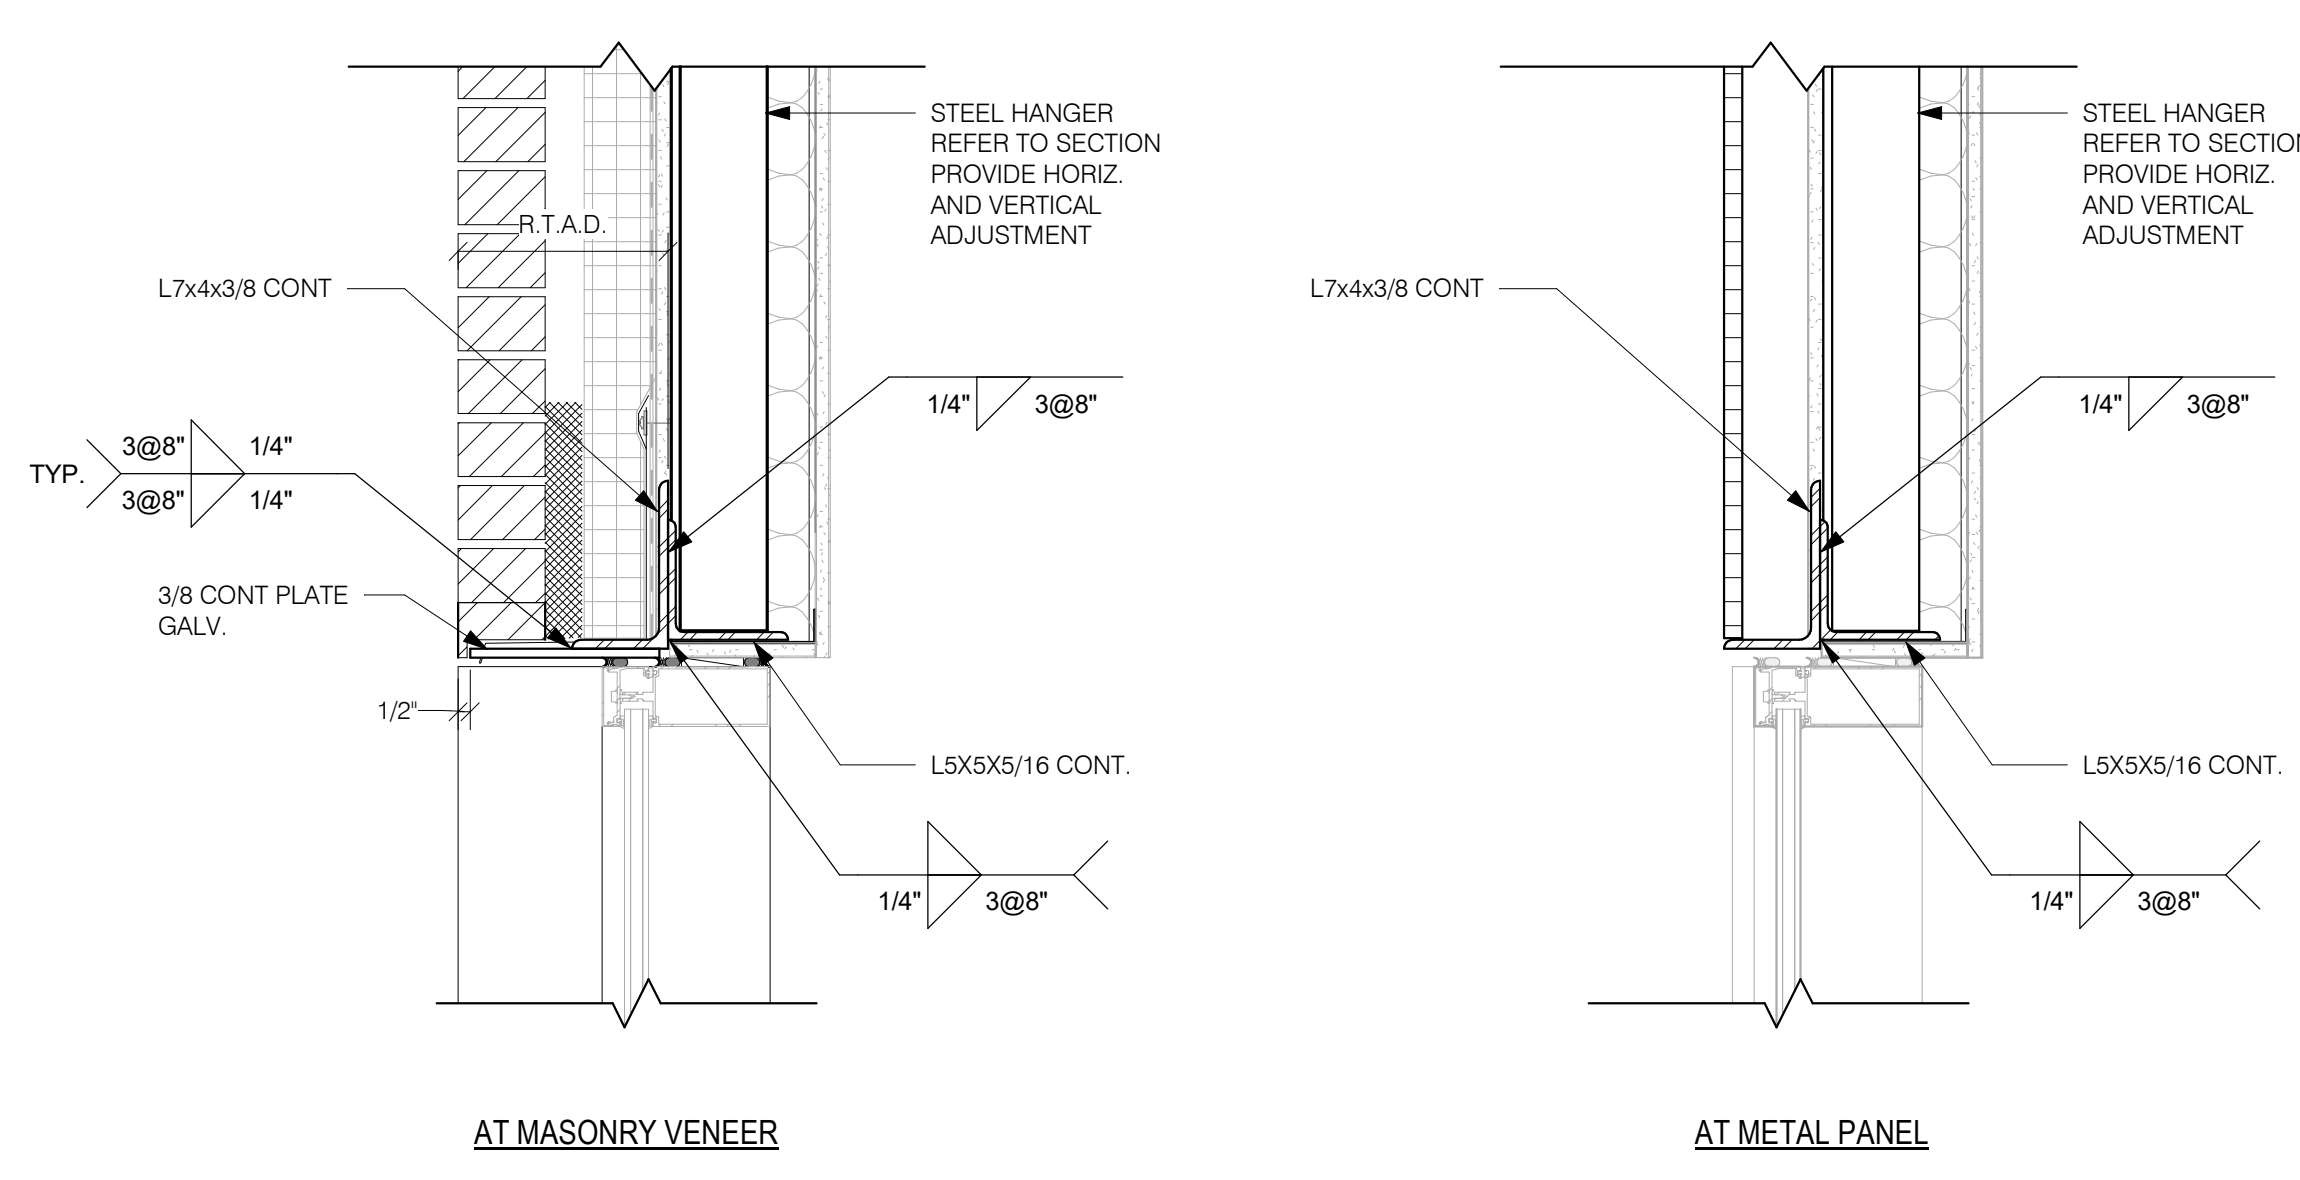 STEEL HANGER
REFER TO SECTION
PROVIDE HORIZ.
AND VERTICAL
ADJUSTMENT
R.T.A.D.
L7x4x3/8 CONT
1/4" 3@8"
3@8" 1/4"
TYP.
3@8" 1/4"
3/8 CONT PLATE
GALV.
1/2"
L5X5X5/16 CONT.
1/4" 3@8"
AT MASONRY VENEER
STEEL HANGER
REFER TO SECTION
PROVIDE HORIZ.
AND VERTICAL
ADJUSTMENT
L7x4x3/8 CONT
1/4" 3@8"
L5X5X5/16 CONT.
1/4" 3@8"
AT METAL PANEL